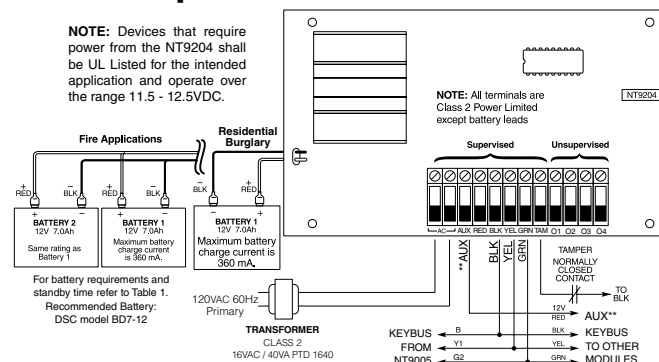 NOTE: Devices that require
power from the NT9204 shall
be UL Listed for the intended
application and operate over
the range 11.5 - 12.5VDC.
NOTE: All terminals are
Class 2 Power Limited
except battery leads
NT9204
Fire Applications
Residential
Burglary
Supervised
Unsupervised
+ RED
– BLK
+ RED
– BLK
– BLK
+ RED
+ –
BATTERY 2
12V 7.0Ah
Same rating as
Battery 1
+ –
BATTERY 1
12V 7.0Ah
Maximum battery
charge current
is 360 mA.
– +
BATTERY 1
12V 7.0Ah
Maximum battery
charge current is
360 mA.
AC AUX RED BLK YEL GRN TAM O1 O2 O3 O4
**AUX
BLK
YEL
GRN
TAMPER
NORMALLY
CLOSED
CONTACT
TO
BLK
For battery requirements and
standby time refer to Table 1.
Recommended Battery:
DSC model BD7-12
120VAC 60Hz
Primary
TRANSFORMER
CLASS 2
16VAC / 40VA PTD 1640
12V
RED AUX**
KEYBUS B BLK KEYBUS
FROM Y1 YEL TO OTHER
NT9005 G2 GRN MODULES